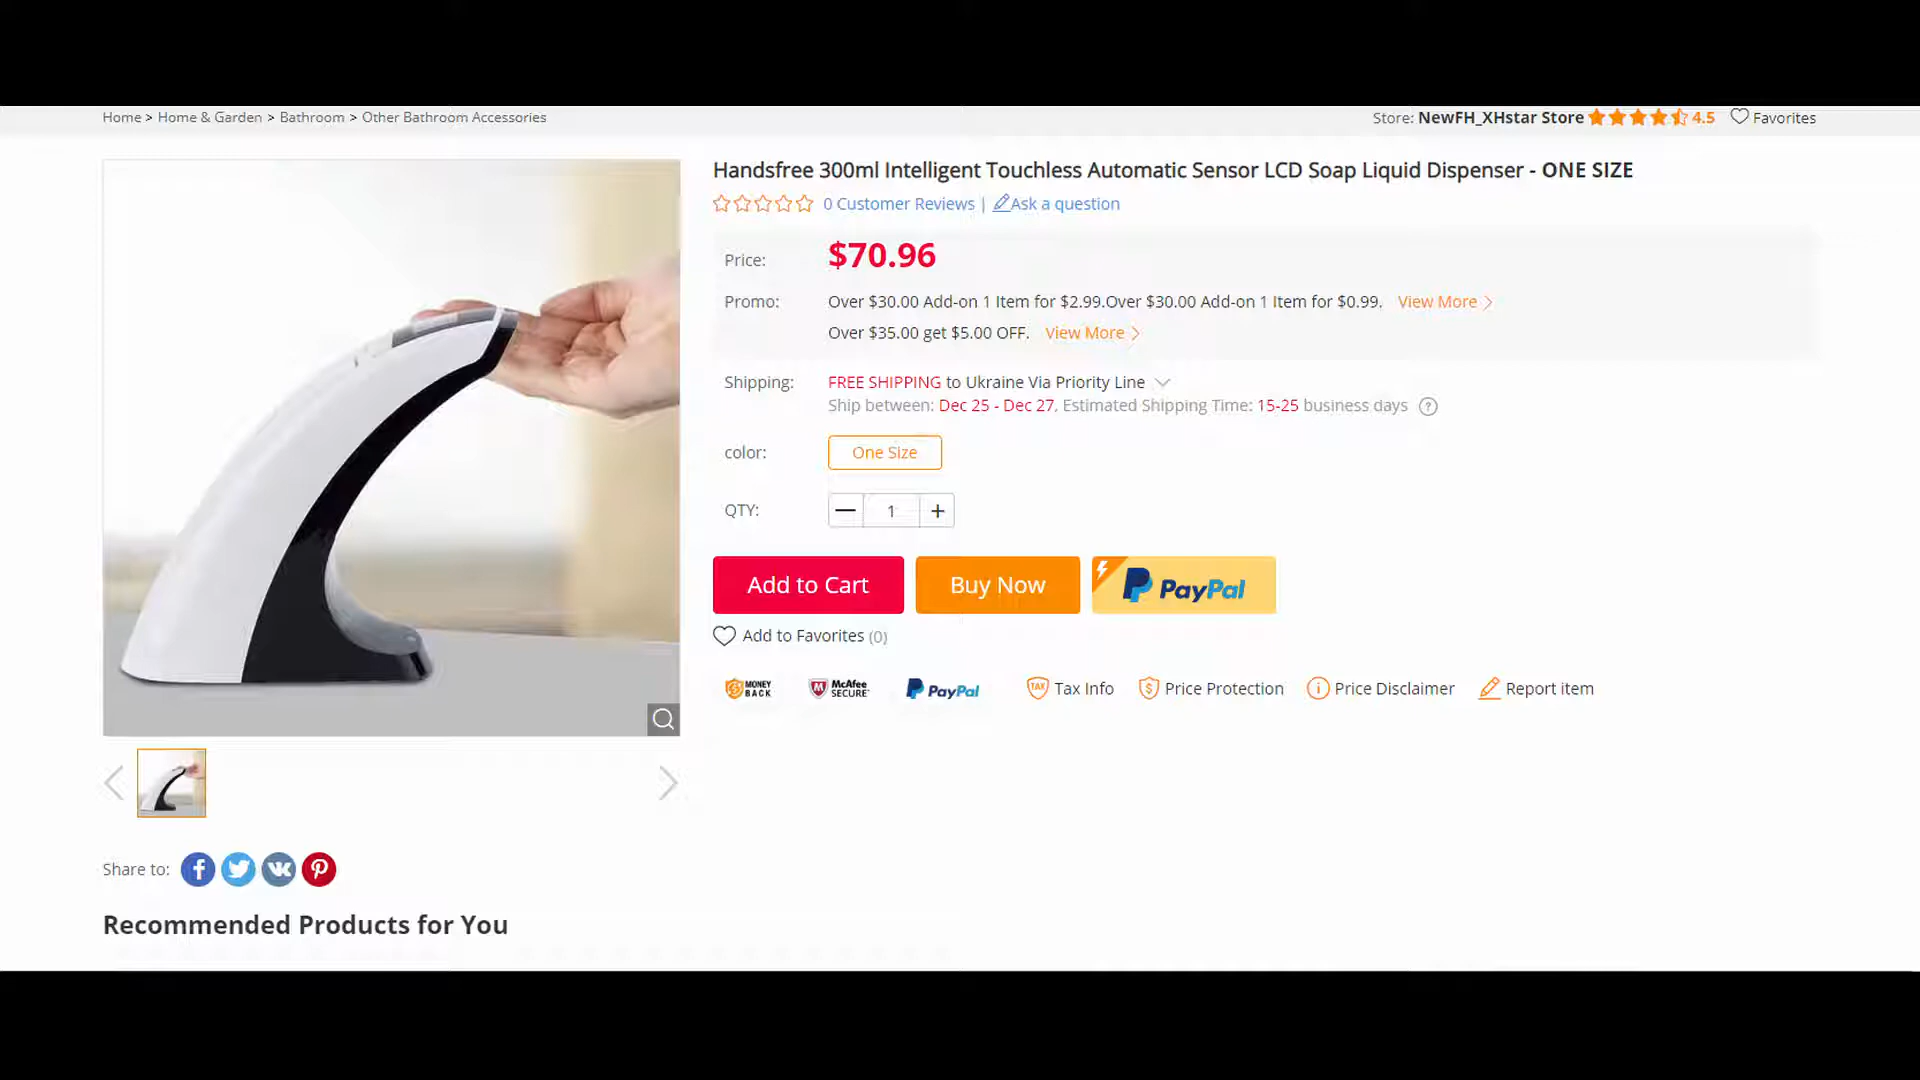 Home > Home & Garden > Bathroom > Other Bathroom Accessories
Store: NewFH_XHstar Store 4.5 Favorites
Handsfree 300ml Intelligent Touchless Automatic Sensor LCD Soap Liquid Dispenser - ONE SIZE
0 Customer Reviews | Ask a question
Price: $70.96
Promo: Over $30.00 Add-on 1 Item for $2.99.Over $30.00 Add-on 1 Item for $0.99. View More >
Over $35.00 get $5.00 OFF. View More >
Shipping: FREE SHIPPING to Ukraine Via Priority Line
Ship between: Dec 25 - Dec 27, Estimated Shipping Time: 15-25 business days ?
color: One Size
QTY: — 1 +
Add to Cart Buy Now PayPal
Add to Favorites (0)
MONEY BACK McAfee SECURE PayPal TAX Tax Info $ Price Protection i Price Disclaimer Report item
Share to:
Recommended Products for You